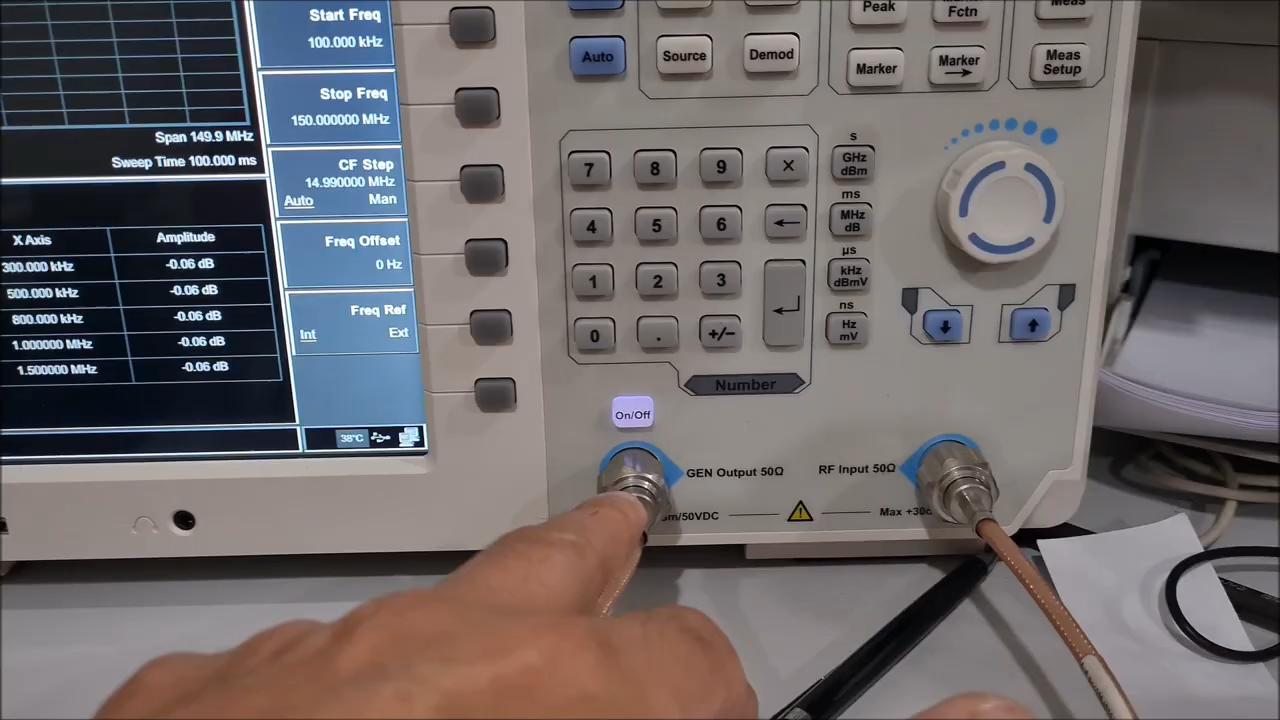 Start Freq
100.000 kHz
Stop Freq
150.000000 MHz
Span 149.9 MHz
Sweep Time 100.000 ms
CF Step
14.990000 MHz
Auto Man
Freq Offset
0 Hz
Freq Ref
Int Ext
X Axis Amplitude
300.000 kHz -0.06 dB
500.000 kHz -0.06 dB
800.000 kHz -0.06 dB
1.000000 MHz -0.06 dB
1.500000 MHz -0.06 dB
38°C
Peak
Fctn
Meas
Auto
Source
Demod
Marker
Marker
→
Meas
Setup
7 8 9 ×
4 5 6 ←
1 2 3
0 . +/-
s
GHz
dBm
ms
MHz
dB
µs
kHz
dBmV
ns
Hz
mV
Number
On/Off
GEN Output 50Ω
RF Input 50Ω
/50VDC
Max